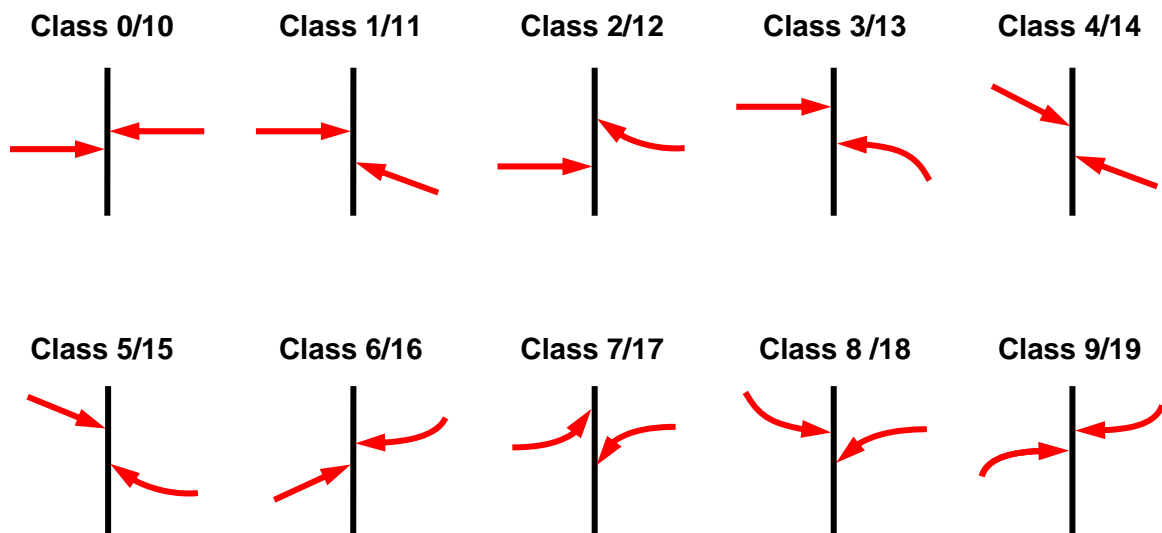 Class 0/10
Class 1/11
Class 2/12
Class 3/13
Class 4/14
Class 5/15
Class 6/16
Class 7/17
Class 8 /18
Class 9/19